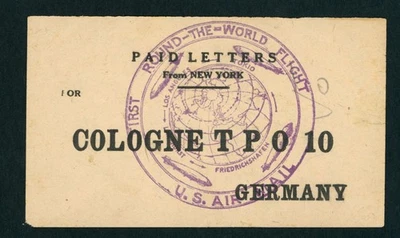 FIRST ROUND-THE-WORLD FLIGHT
PAID LETTERS
From NEW YORK
TOKIO
LOS ANGELES
FOR
COLOGNE T P O 10
FRIEDRICHSHAFEN
U.S. AIR MAIL
GERMANY